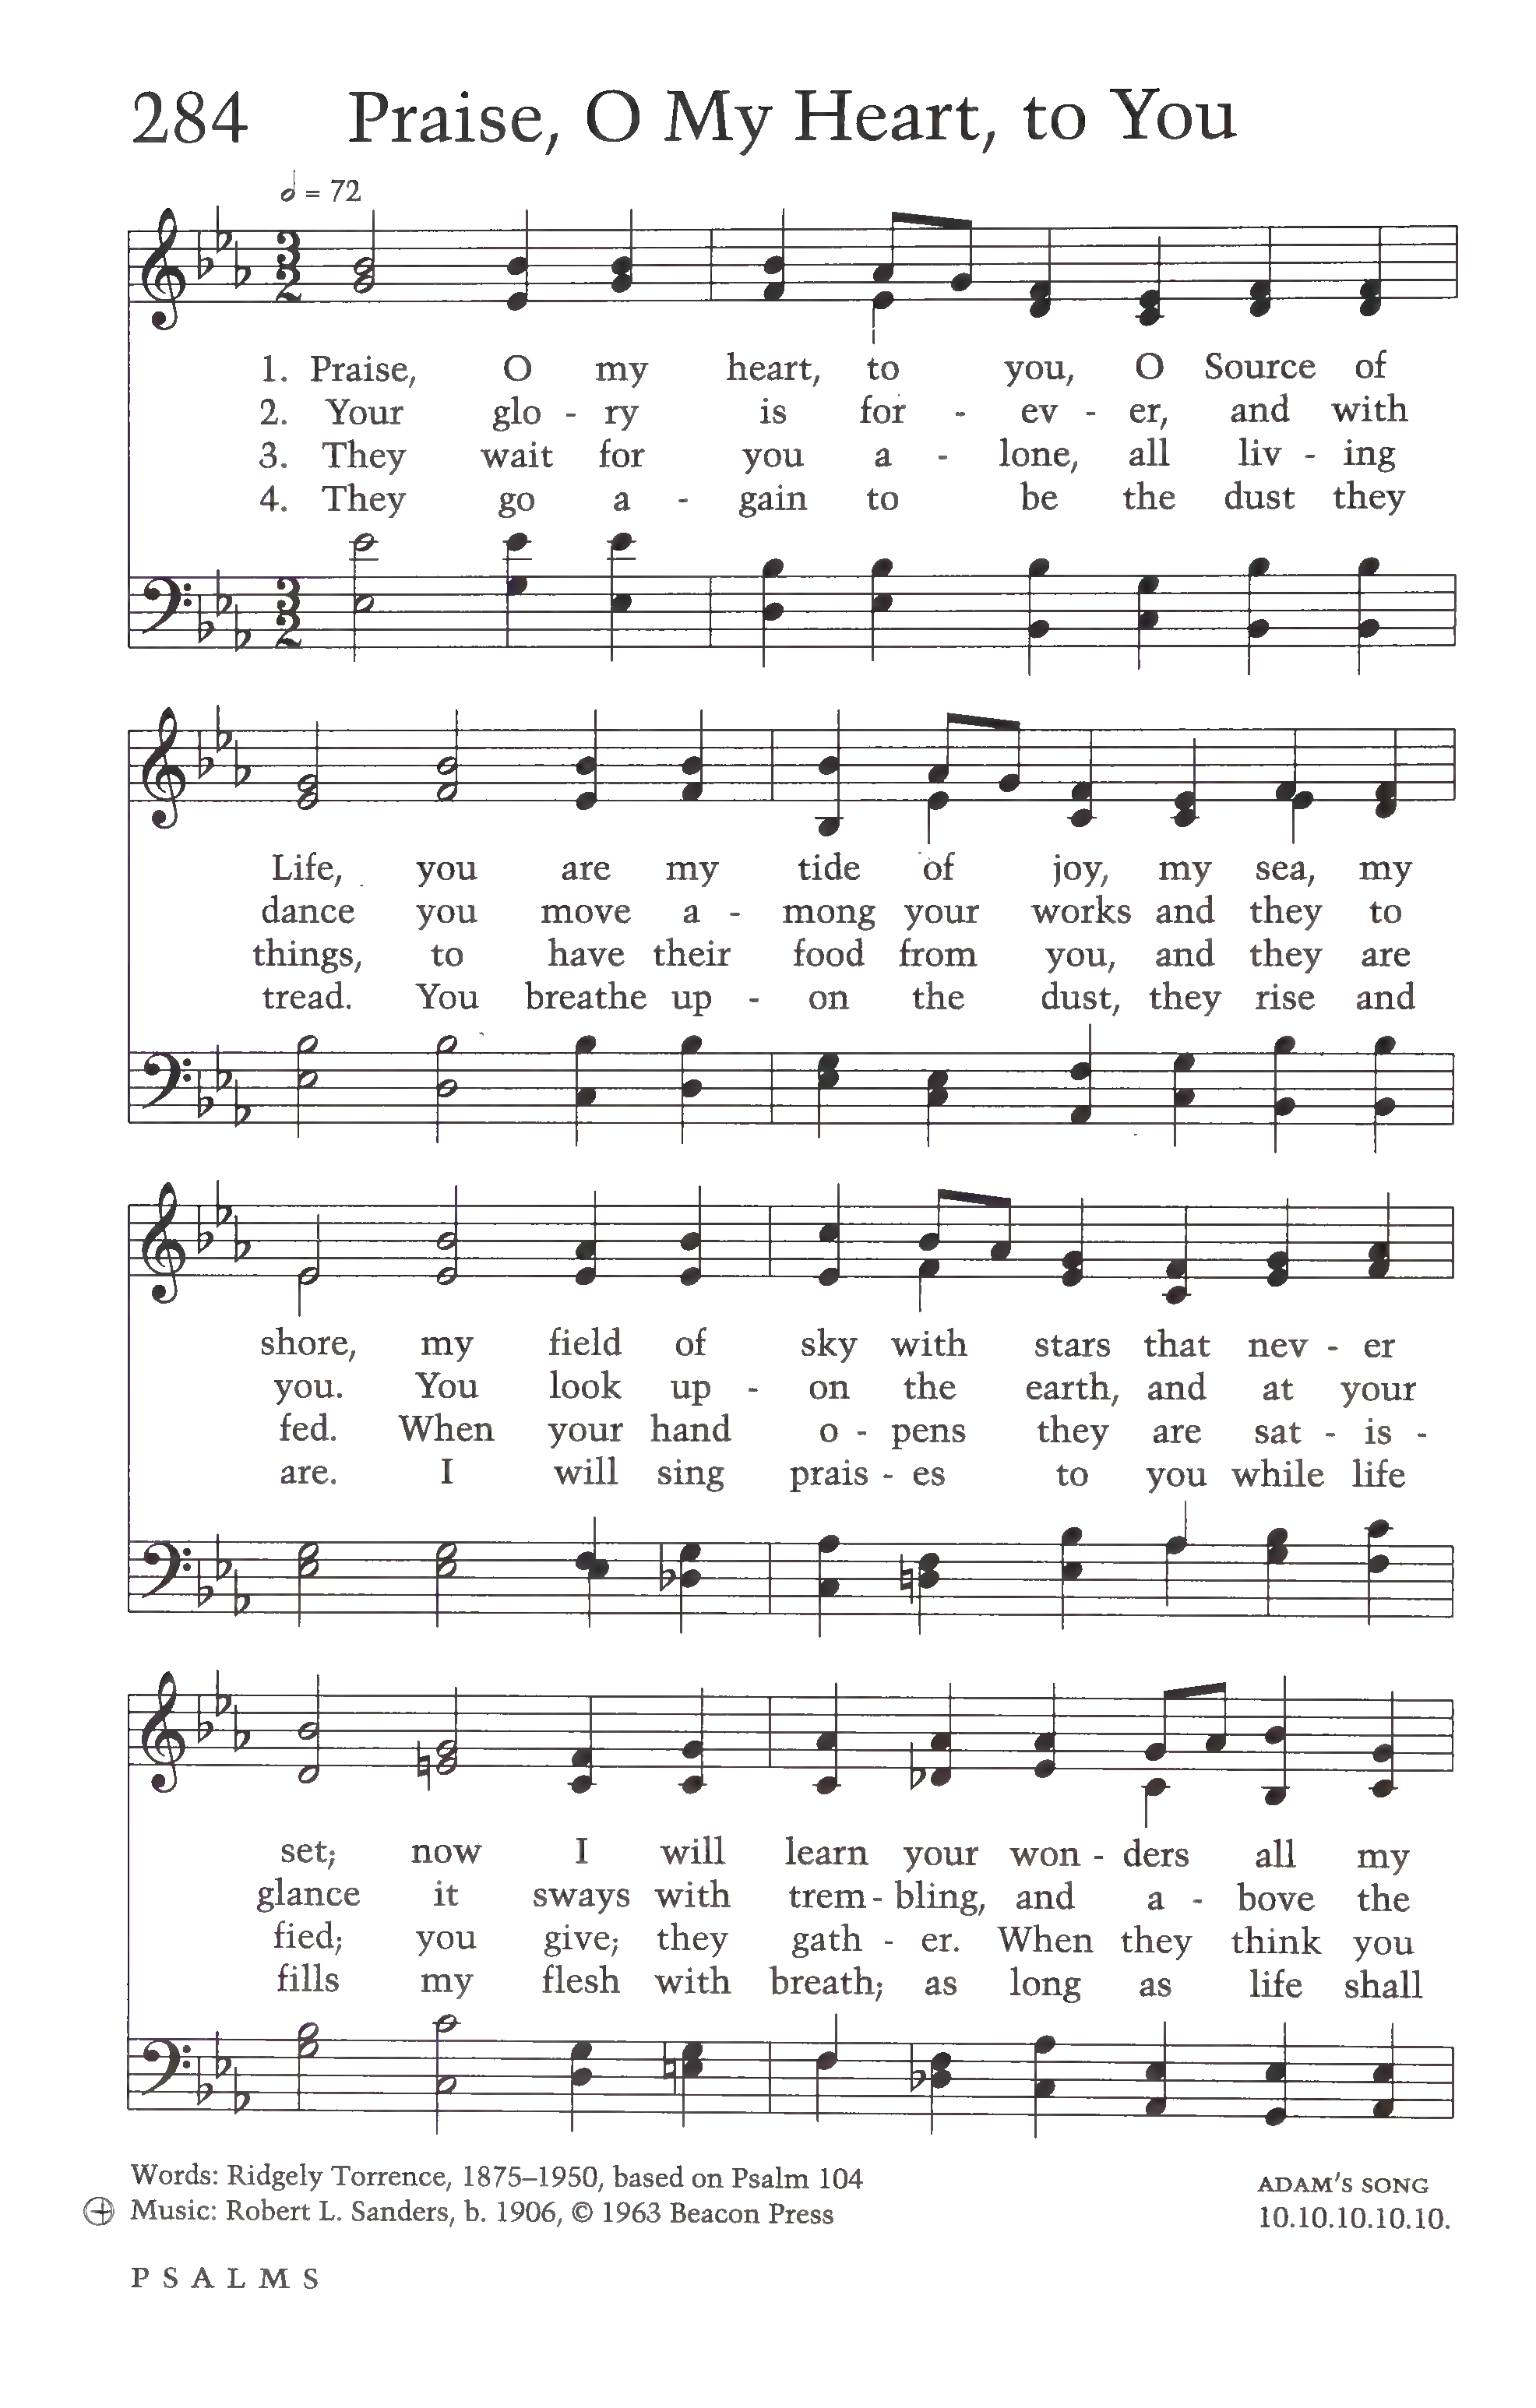 284 Praise, O My Heart, to You
= 72
1. Praise, O my heart, to you, O Source of
2. Your glo - ry is for - ev - er, and with
3. They wait for you a - lone, all liv - ing
4. They go a - gain to be the dust they
Life, you are my tide of joy, my sea, my
dance you move a - mong your works and they to
things, to have their food from you, and they are
tread. You breathe up - on the dust, they rise and
shore, my field of sky with stars that nev - er
you. You look up - on the earth, and at your
fed. When your hand o - pens they are sat - is -
are. I will sing prais - es to you while life
set; now I will learn your won - ders all my
glance it sways with trem - bling, and a - bove the
fied; you give; they gath - er. When they think you
fills my flesh with breath; as long as life shall
Words: Ridgely Torrence, 1875–1950, based on Psalm 104
Music: Robert L. Sanders, b. 1906, © 1963 Beacon Press
ADAM'S SONG
10.10.10.10.10.
PSALMS